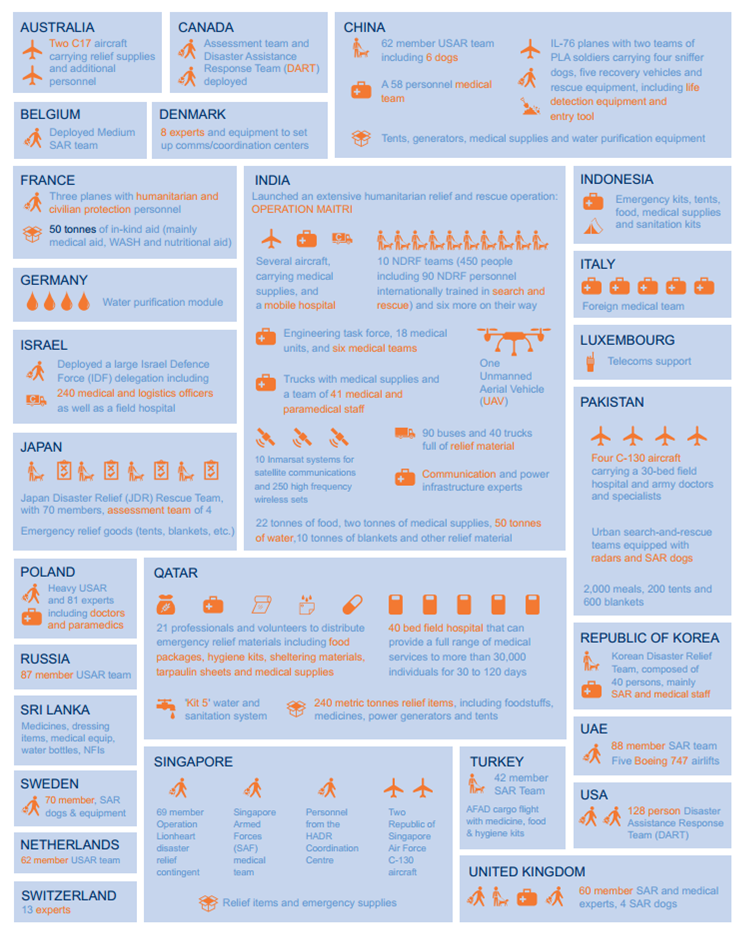 AUSTRALIA
Two C17 aircraft
carrying relief supplies
and additional
personnel
CANADA
Assessment team and
Disaster Assistance
Response Team (DART)
deployed
CHINA
62 member USAR team
including 6 dogs
A 58 personnel medical
team
IL-76 planes with two teams of
PLA soldiers carrying four sniffer
dogs, five recovery vehicles and
rescue equipment, including life
detection equipment and
entry tool
Tents, generators, medical supplies and water purification equipment
BELGIUM
Deployed Medium
SAR team
DENMARK
8 experts and equipment to set
up comms/coordination centers
FRANCE
Three planes with humanitarian and
civilian protection personnel
50 tonnes of in-kind aid (mainly
medical aid, WASH and nutritional aid)
GERMANY
Water purification module
ISRAEL
Deployed a large Israel Defence
Force (IDF) delegation including
240 medical and logistics officers
as well as a field hospital
JAPAN
Japan Disaster Relief (JDR) Rescue Team,
with 70 members, assessment team of 4
Emergency relief goods (tents, blankets, etc.)
INDIA
Launched an extensive humanitarian relief and rescue operation:
OPERATION MAITRI
Several aircraft,
carrying medical
supplies, and
a mobile hospital
10 NDRF teams (450 people
including 90 NDRF personnel
internationally trained in search and
rescue) and six more on their way
Engineering task force, 18 medical
units, and six medical teams
Trucks with medical supplies and
a team of 41 medical and
paramedical staff
One
Unmanned
Aerial Vehicle
(UAV)
10 Inmarsat systems for
satellite communications
and 250 high frequency
wireless sets
90 buses and 40 trucks
full of relief material
Communication and power
infrastructure experts
22 tonnes of food, two tonnes of medical supplies, 50 tonnes
of water,10 tonnes of blankets and other relief material
INDONESIA
Emergency kits, tents,
food, medical supplies
and sanitation kits
ITALY
Foreign medical team
LUXEMBOURG
Telecoms support
PAKISTAN
Four C-130 aircraft
carrying a 30-bed field
hospital and army doctors
and specialists
Urban search-and-rescue
teams equipped with
radars and SAR dogs
2,000 meals, 200 tents and
600 blankets
POLAND
Heavy USAR
and 81 experts
including doctors
and paramedics
RUSSIA
87 member USAR team
SRI LANKA
Medicines, dressing
items, medical equip,
water bottles, NFIs
SWEDEN
70 member, SAR
dogs & equipment
NETHERLANDS
62 member USAR team
SWITZERLAND
13 experts
QATAR
21 professionals and volunteers to distribute
emergency relief materials including food
packages, hygiene kits, sheltering materials,
tarpaulin sheets and medical supplies
40 bed field hospital that can
provide a full range of medical
services to more than 30,000
individuals for 30 to 120 days
'Kit 5' water and
sanitation system
240 metric tonnes relief items, including foodstuffs,
medicines, power generators and tents
SINGAPORE
69 member
Operation
Lionheart
disaster
relief
contingent
Singapore
Armed
Forces
(SAF)
medical
team
Personnel
from the
HADR
Coordination
Centre
Two
Republic of
Singapore
Air Force
C-130
aircraft
Relief items and emergency supplies
TURKEY
42 member
SAR Team
AFAD cargo flight
with medicine, food
& hygiene kits
REPUBLIC OF KOREA
Korean Disaster Relief
Team, composed of
40 persons, mainly
SAR and medical staff
UAE
88 member SAR team
Five Boeing 747 airlifts
USA
128 person Disaster
Assistance Response
Team (DART)
UNITED KINGDOM
60 member SAR and medical
experts, 4 SAR dogs